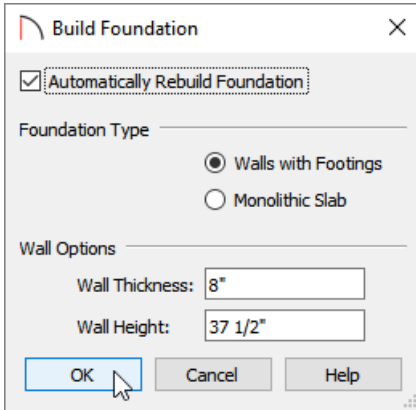 Build Foundation
Automatically Rebuild Foundation
Foundation Type
Walls with Footings
Monolithic Slab
Wall Options
Wall Thickness: 8"
Wall Height: 37 1/2"
OK Cancel Help